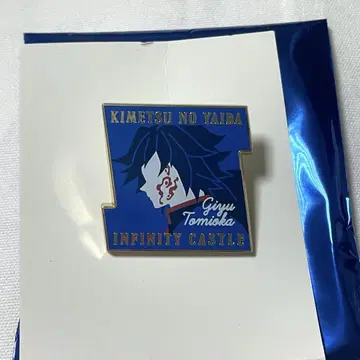 KIMETSU NO YAIBA
Giyu
Tomioka
INFINITY CASTLE